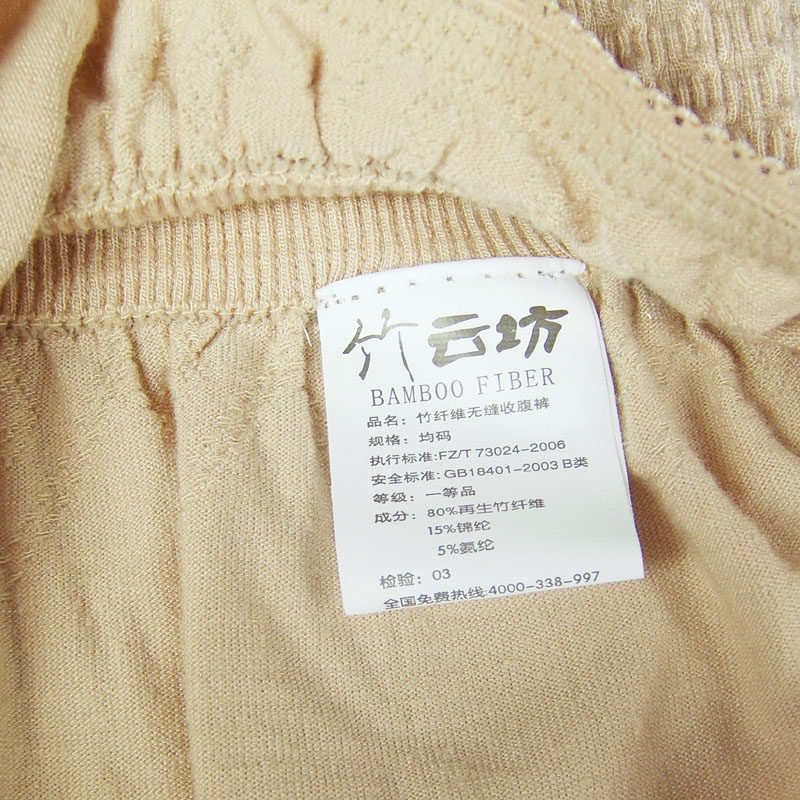 竹云坊
BAMBOO FIBER
品名：竹纤维无缝收腹裤
规格：均码
执行标准:FZ/T 73024-2006
安全标准:GB18401-2003 B类
等级：一等品
成分：80%再生竹纤维
15%锦纶
5%氨纶
检验：03
全国免费热线:4000-338-997